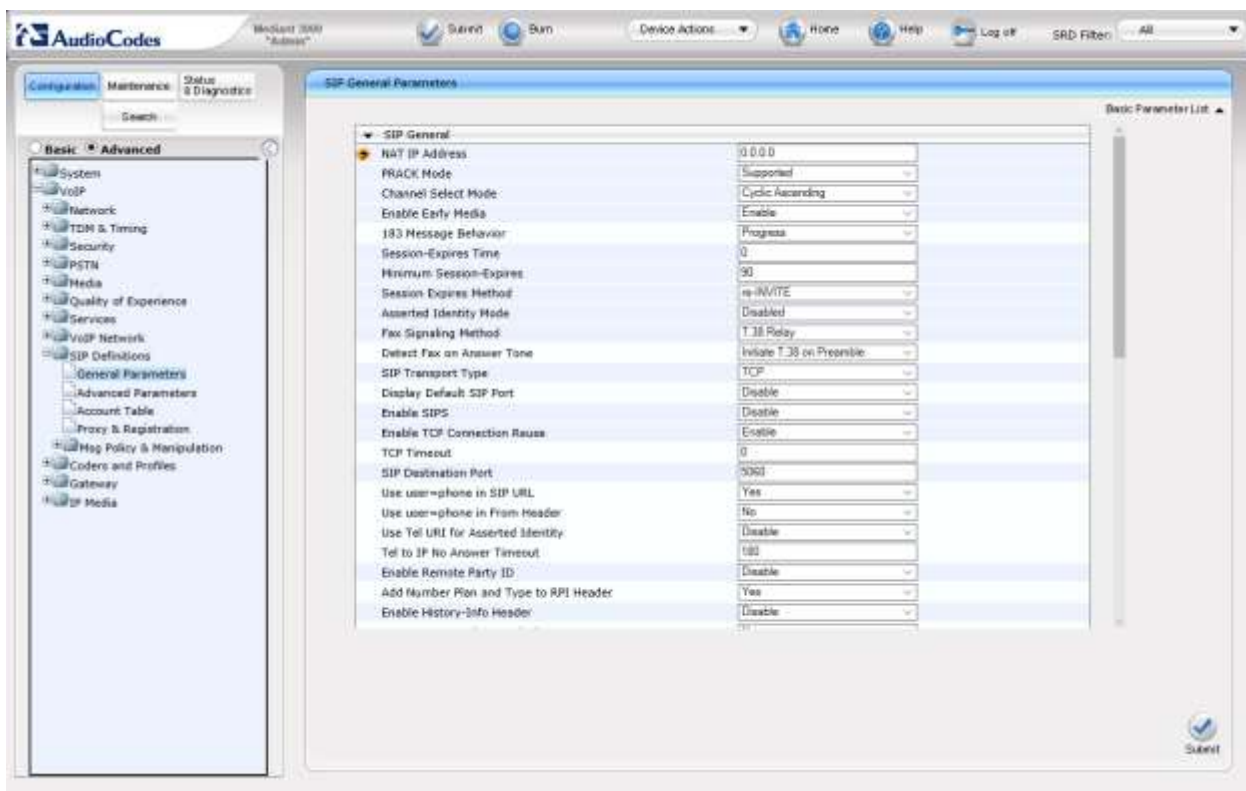 AudioCodes
Mediant 3000
"Admin"
Submit
Burn
Device Actions
Home
Help
Log off
SRD Filter:
All
Configuration
Maintenance
Status
& Diagnostics
Search
Basic
Advanced
System
VoIP
Network
TDM & Timing
Security
PSTN
Media
Quality of Experience
Services
VoIP Network
SIP Definitions
General Parameters
Advanced Parameters
Account Table
Proxy & Registration
Msg Policy & Manipulation
Coders and Profiles
Gateway
IP Media
SIP General Parameters
Basic Parameter List
SIP General
NAT IP Address 0.0.0.0
PRACK Mode Supported
Channel Select Mode Cyclic Ascending
Enable Early Media Enable
183 Message Behavior Progress
Session-Expires Time 0
Minimum Session-Expires 90
Session Expires Method re-INVITE
Asserted Identity Mode Disabled
Fax Signaling Method T.38 Relay
Detect Fax on Answer Tone Initiate T.38 on Preamble
SIP Transport Type TCP
Display Default SIP Port Disable
Enable SIPS Disable
Enable TCP Connection Reuse Enable
TCP Timeout 0
SIP Destination Port 5060
Use user=phone in SIP URL Yes
Use user=phone in From Header No
Use Tel URI for Asserted Identity Disable
Tel to IP No Answer Timeout 180
Enable Remote Party ID Disable
Add Number Plan and Type to RPI Header Yes
Enable History-Info Header Disable
Submit